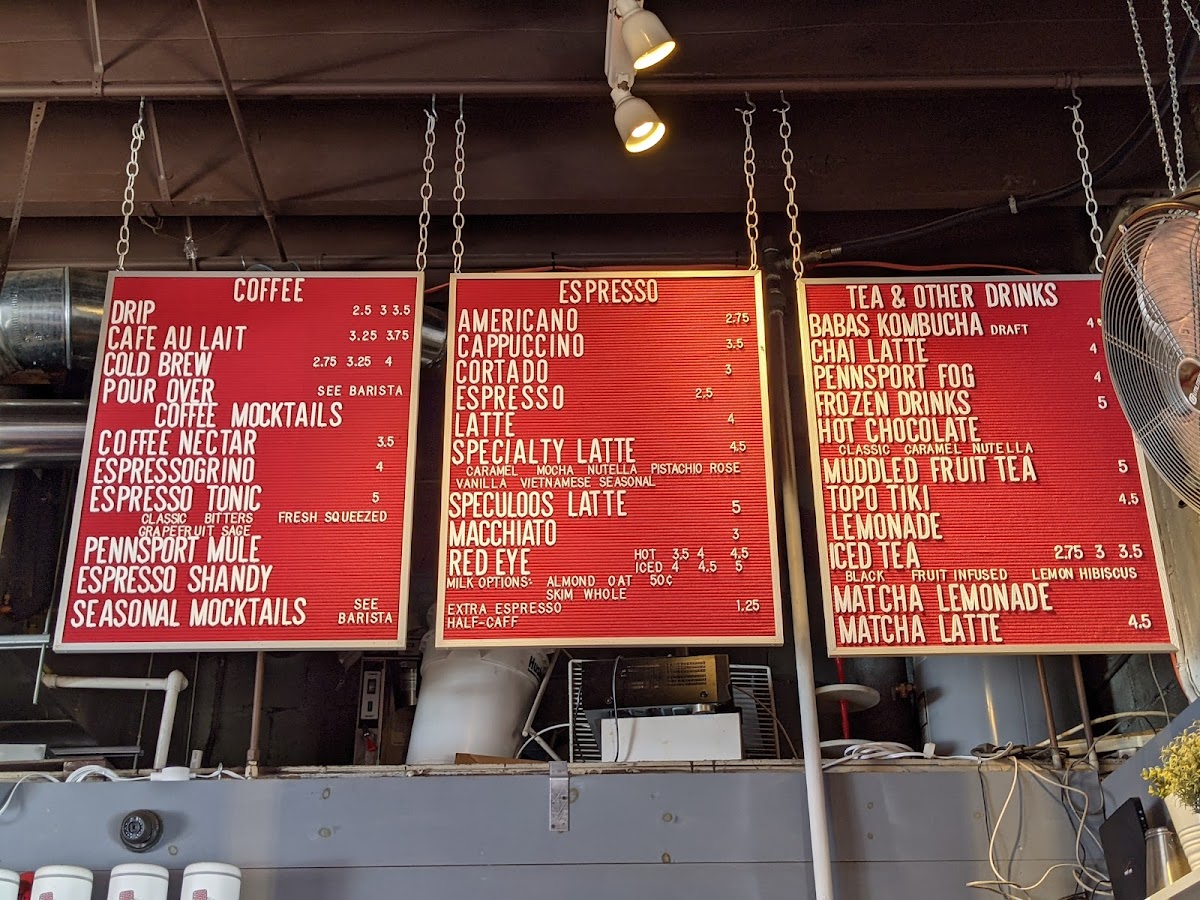 COFFEE
DRIP 2.5 3 3.5
CAFE AU LAIT 3.25 3.75
COLD BREW 2.75 3.25 4
POUR OVER SEE BARISTA
COFFEE MOCKTAILS
COFFEE NECTAR 3.5
ESPRESSOGRINO 4
ESPRESSO TONIC 5
CLASSIC BITTERS FRESH SQUEEZED
GRAPEFRUIT SAGE
PENNSPORT MULE
ESPRESSO SHANDY
SEASONAL MOCKTAILS SEE
BARISTA
ESPRESSO
AMERICANO 2.75
CAPPUCCINO 3.5
CORTADO 3
ESPRESSO 2.5
LATTE 4
SPECIALTY LATTE 4.5
CARAMEL MOCHA NUTELLA PISTACHIO ROSE
VANILLA VIETNAMESE SEASONAL
SPECULOOS LATTE 5
MACCHIATO 3
RED EYE HOT 3.5 4 4.5
ICED 4 4.5 5
MILK OPTIONS: ALMOND OAT 50¢
SKIM WHOLE
EXTRA ESPRESSO 1.25
HALF-CAFF
TEA & OTHER DRINKS
BABAS KOMBUCHA DRAFT 4
CHAI LATTE 4
PENNSPORT FOG 4
FROZEN DRINKS 5
HOT CHOCOLATE
CLASSIC CARAMEL NUTELLA
MUDDLED FRUIT TEA 5
TOPO TIKI 4.5
LEMONADE
ICED TEA 2.75 3 3.5
BLACK FRUIT INFUSED LEMON HIBISCUS
MATCHA LEMONADE
MATCHA LATTE 4.5